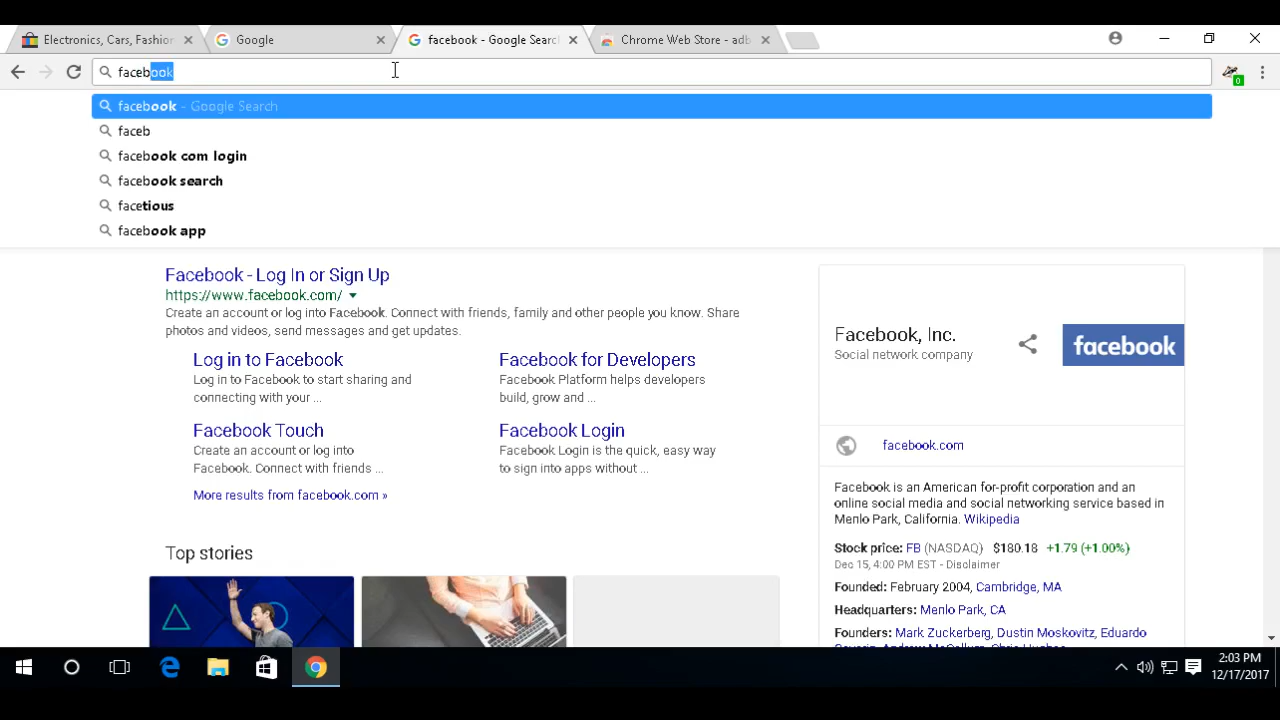 Electronics, Cars, Fashion
Google
facebook - Google Search
Chrome Web Store - adb
facebook
facebook - Google Search
faceb
facebook com login
facebook search
facetious
facebook app
Facebook - Log In or Sign Up
https://www.facebook.com/
Create an account or log into Facebook. Connect with friends, family and other people you know. Share
photos and videos, send messages and get updates.
Log in to Facebook
Log in to Facebook to start sharing and
connecting with your ...
Facebook for Developers
Facebook Platform helps developers
build, grow and ...
Facebook Touch
Create an account or log into
Facebook. Connect with friends ...
Facebook Login
Facebook Login is the quick, easy way
to sign into apps without ...
More results from facebook.com »
Top stories
Facebook, Inc.
Social network company
facebook
facebook.com
Facebook is an American for-profit corporation and an
online social media and social networking service based in
Menlo Park, California. Wikipedia
Stock price: FB (NASDAQ) $180.18 +1.79 (+1.00%)
Dec 15, 4:00 PM EST - Disclaimer
Founded: February 2004, Cambridge, MA
Headquarters: Menlo Park, CA
Founders: Mark Zuckerberg, Dustin Moskovitz, Eduardo
0
2:03 PM
12/17/2017